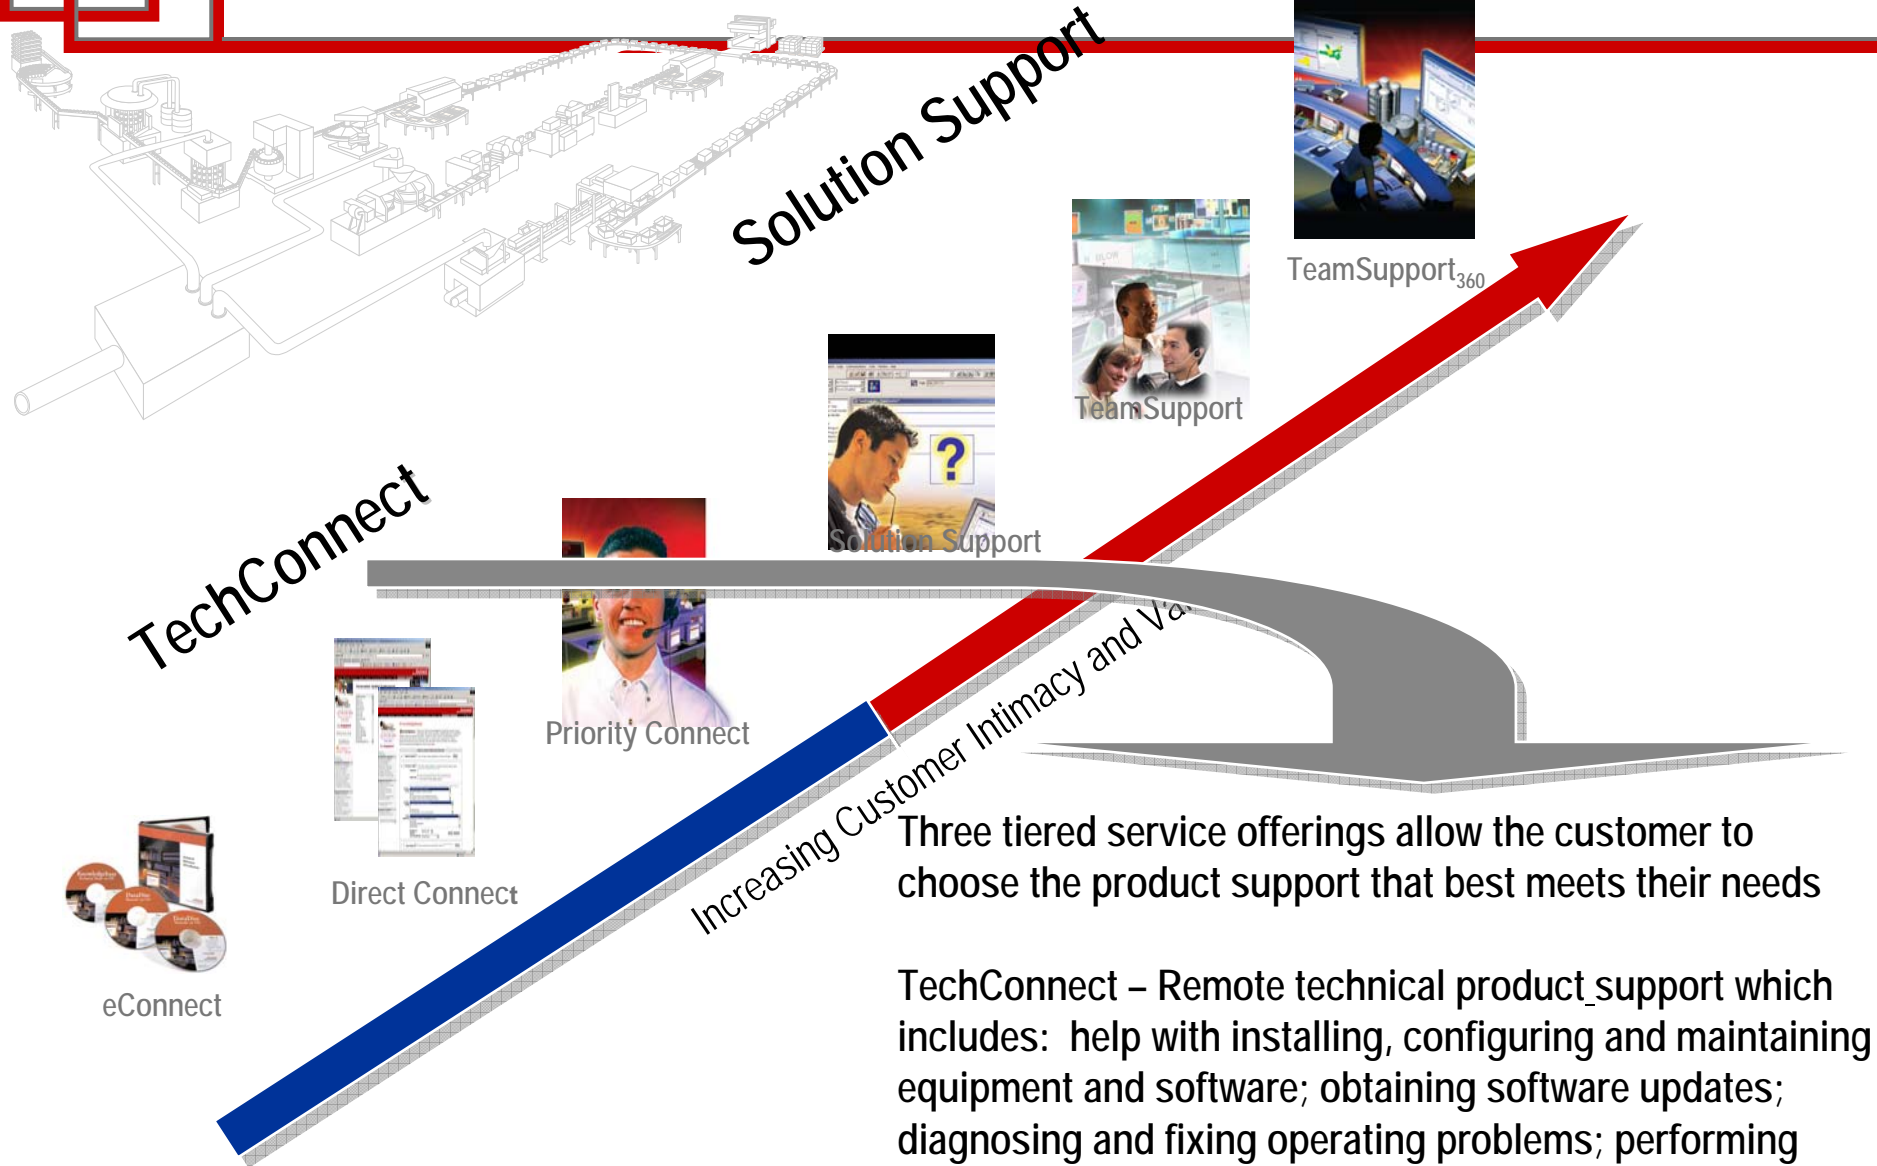 Solution Support
TeamSupport360
TeamSupport
Solution Support
TechConnect
Priority Connect
Direct Connect
eConnect
Increasing Customer Intimacy and
Three tiered service offerings allow the customer to
choose the product support that best meets their needs
TechConnect – Remote technical product support which
includes: help with installing, configuring and maintaining
equipment and software; obtaining software updates;
diagnosing and fixing operating problems; performing